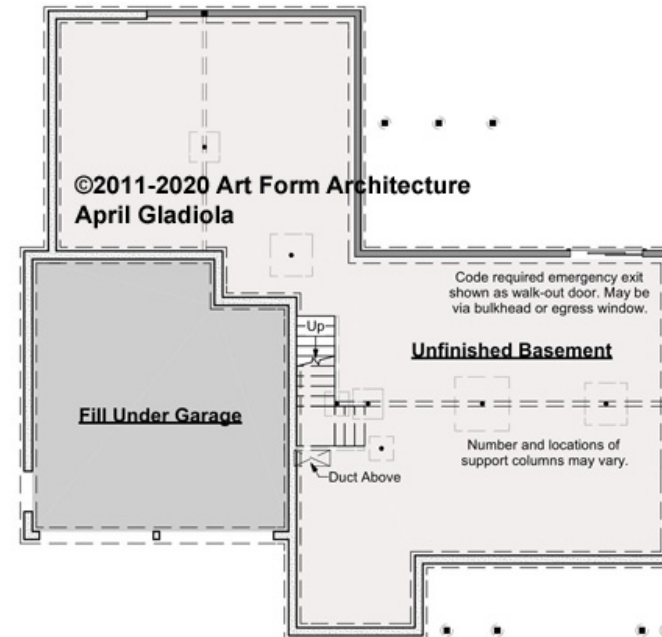 ©2011-2020 Art Form Architecture
April Gladiola
Code required emergency exit
shown as walk-out door. May be
via bulkhead or egress window.
Up
Unfinished Basement
Fill Under Garage
Number and locations of
support columns may vary.
Duct Above